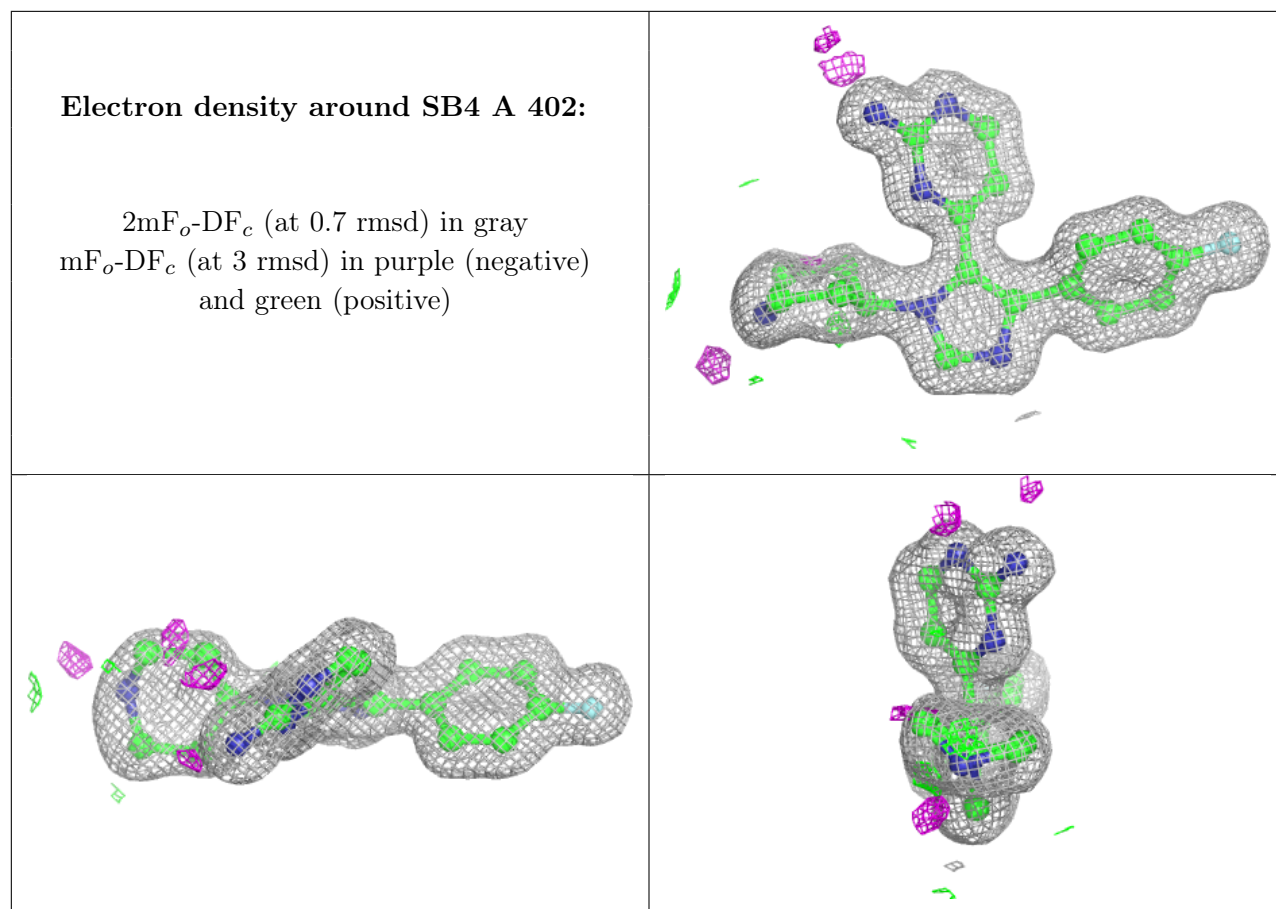 Electron density around SB4 A 402:
2mFₒ-DF𝒸 (at 0.7 rmsd) in gray
mFₒ-DF𝒸 (at 3 rmsd) in purple (negative)
and green (positive)